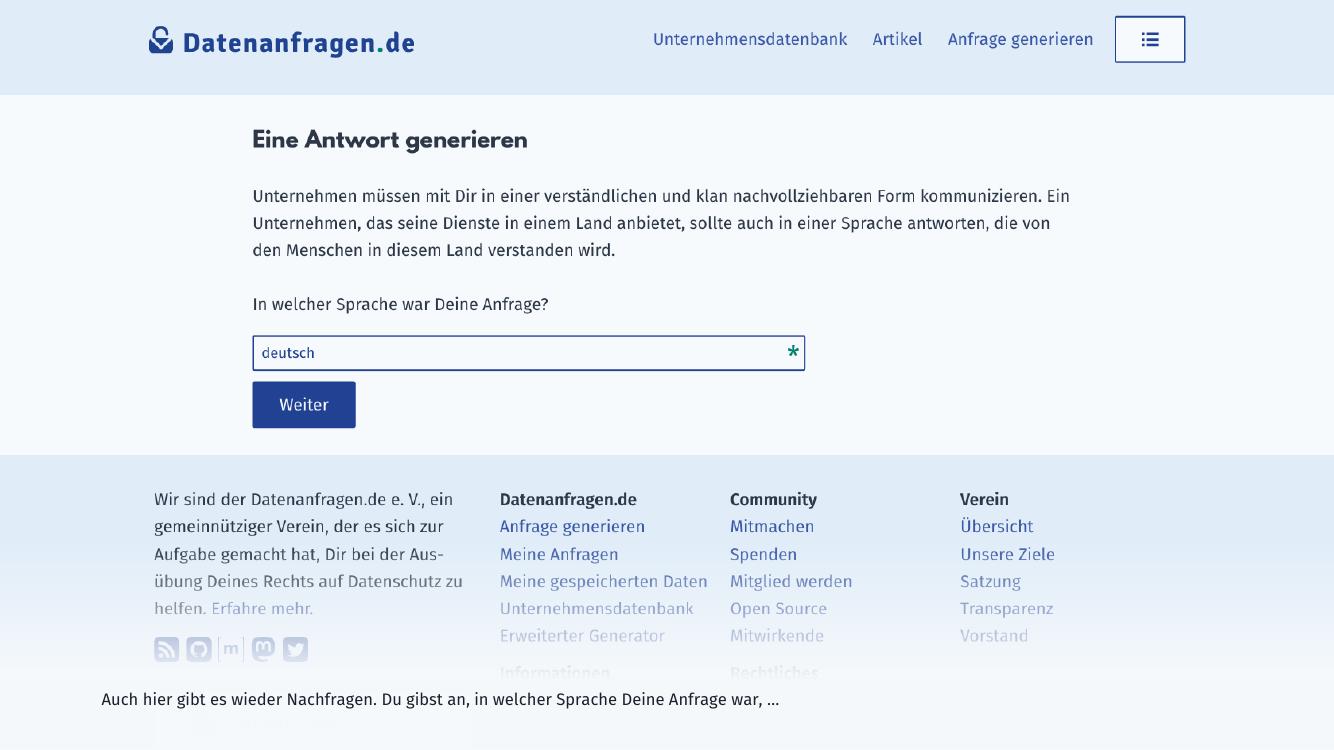 Datenanfragen.de
Unternehmensdatenbank Artikel Anfrage generieren
Eine Antwort generieren
Unternehmen müssen mit Dir in einer verständlichen und klan nachvollziehbaren Form kommunizieren. Ein
Unternehmen, das seine Dienste in einem Land anbietet, sollte auch in einer Sprache antworten, die von
den Menschen in diesem Land verstanden wird.
In welcher Sprache war Deine Anfrage?
deutsch *
Weiter
Wir sind der Datenanfragen.de e. V., ein
gemeinnütziger Verein, der es sich zur
Aufgabe gemacht hat, Dir bei der Aus-
übung Deines Rechts auf Datenschutz zu
helfen. Erfahre mehr.
Datenanfragen.de
Anfrage generieren
Meine Anfragen
Meine gespeicherten Daten
Unternehmensdatenbank
Erweiterter Generator
Informationen
Community
Mitmachen
Spenden
Mitglied werden
Open Source
Mitwirkende
Rechtliches
Verein
Übersicht
Unsere Ziele
Satzung
Transparenz
Vorstand
Auch hier gibt es wieder Nachfragen. Du gibst an, in welcher Sprache Deine Anfrage war, ...